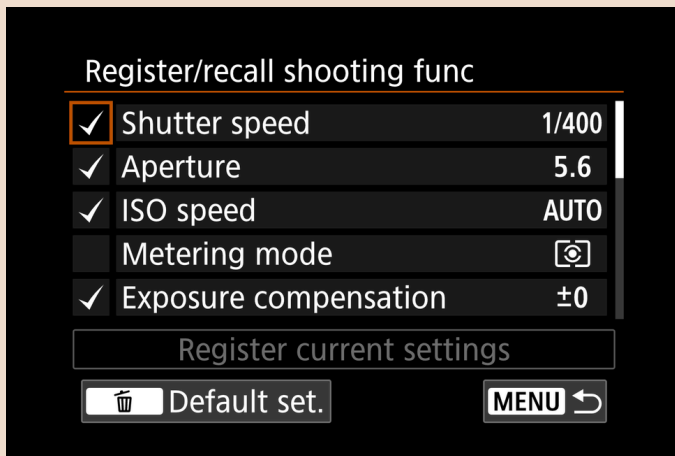 Register/recall shooting func
Shutter speed 1/400
Aperture 5.6
ISO speed AUTO
Metering mode
Exposure compensation ±0
Register current settings
Default set. MENU